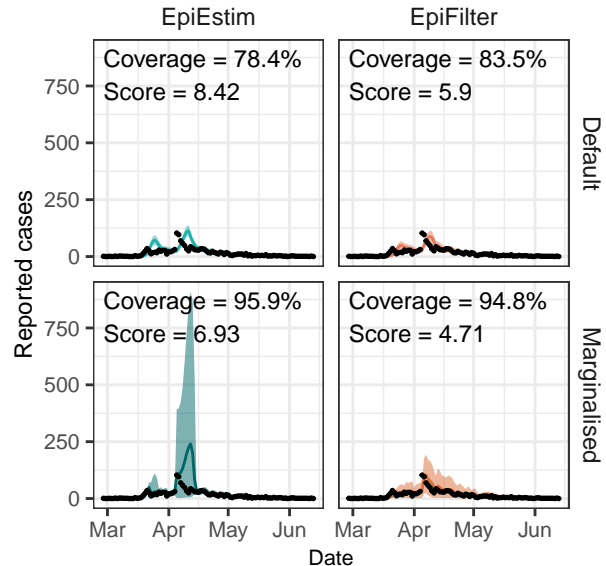 EpiEstim
EpiFilter
Coverage = 78.4%
Score = 8.42
Coverage = 83.5%
Score = 5.9
Default
750
500
250
0
Coverage = 95.9%
Score = 6.93
Coverage = 94.8%
Score = 4.71
Marginalised
750
500
250
0
Reported cases
Mar Apr May Jun
Mar Apr May Jun
Date